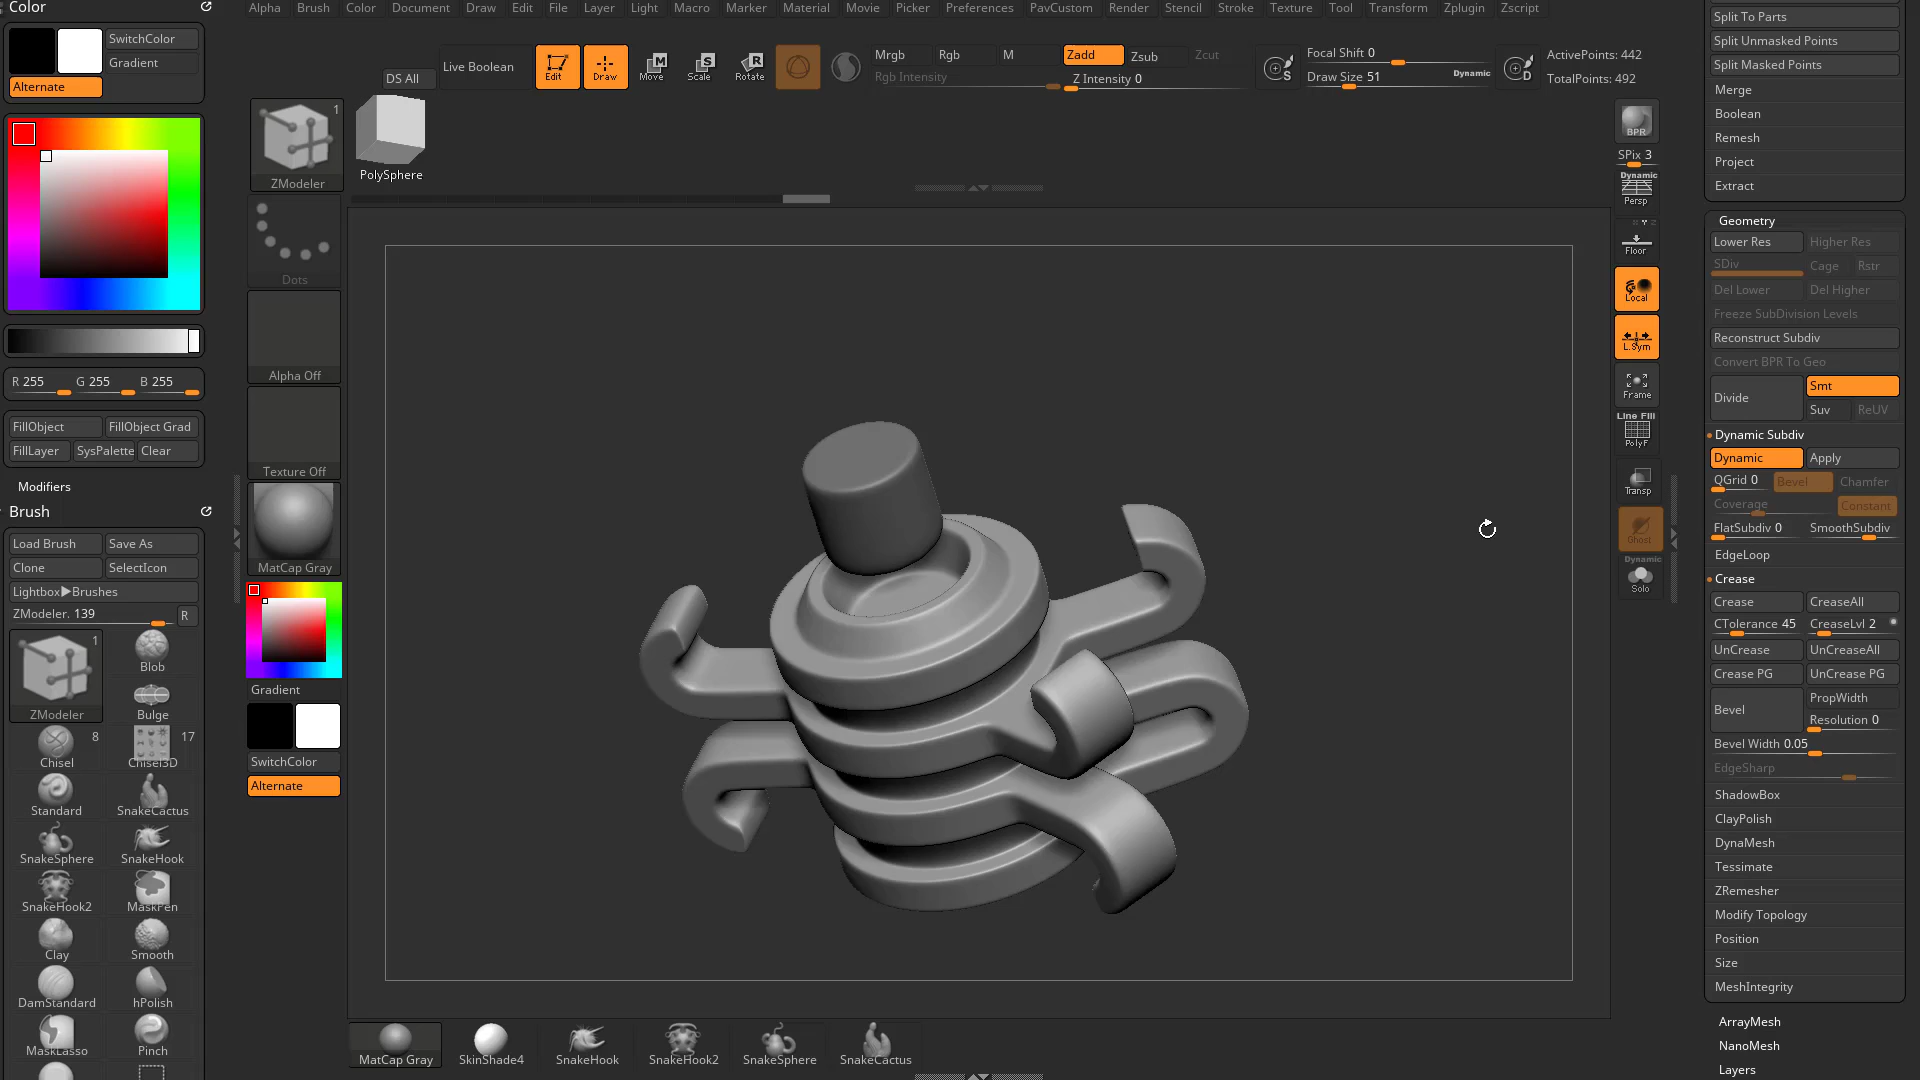 Color
SwitchColor
Gradient
Alternate
R 255 G 255 B 255
FillObject FillObject Grad
FillLayer SysPalette Clear
Modifiers
Brush
Load Brush Save As
Clone SelectIcon
Lightbox▶Brushes
ZModeler. 139 R
1
ZModeler
Blob
Bulge
Chisel 8
Chisel3D 17
Standard SnakeCactus
SnakeSphere SnakeHook
SnakeHook2 MaskPen
Clay Smooth
DamStandard hPolish
MaskLasso Pinch
Alpha Brush Color Document Draw Edit File Layer Light Macro Marker Material Movie Picker Preferences PavCustom Render Stencil Stroke Texture Tool Transform Zplugin Zscript
DS All
Live Boolean
Edit Draw Move Scale Rotate
Mrgb Rgb M Zadd Zsub Zcut
Rgb Intensity Z Intensity 0
Focal Shift 0
Draw Size 51 Dynamic
ActivePoints: 442
TotalPoints: 492
1
ZModeler
PolySphere
Dots
Alpha Off
Texture Off
MatCap Gray
Gradient
SwitchColor
Alternate
BPR
SPix 3
Dynamic
Persp
Floor
Local
L.Sym
Frame
Line Fill
PolyF
Transp
Ghost
Dynamic
Solo
MatCap Gray SkinShade4 SnakeHook SnakeHook2 SnakeSphere SnakeCactus
Split To Parts
Split Unmasked Points
Split Masked Points
Merge
Boolean
Remesh
Project
Extract
Geometry
Lower Res Higher Res
SDiv Cage Rstr
Del Lower Del Higher
Freeze SubDivision Levels
Reconstruct Subdiv
Convert BPR To Geo
Divide Smt
Suv ReUV
Dynamic Subdiv
Dynamic Apply
QGrid 0 Bevel Chamfer
Coverage Constant
FlatSubdiv 0 SmoothSubdiv
EdgeLoop
Crease
Crease CreaseAll
CTolerance 45 CreaseLvl 2
UnCrease UnCreaseAll
Crease PG UnCrease PG
Bevel PropWidth
Resolution 0
Bevel Width 0.05
EdgeSharp
ShadowBox
ClayPolish
DynaMesh
Tessimate
ZRemesher
Modify Topology
Position
Size
MeshIntegrity
ArrayMesh
NanoMesh
Layers